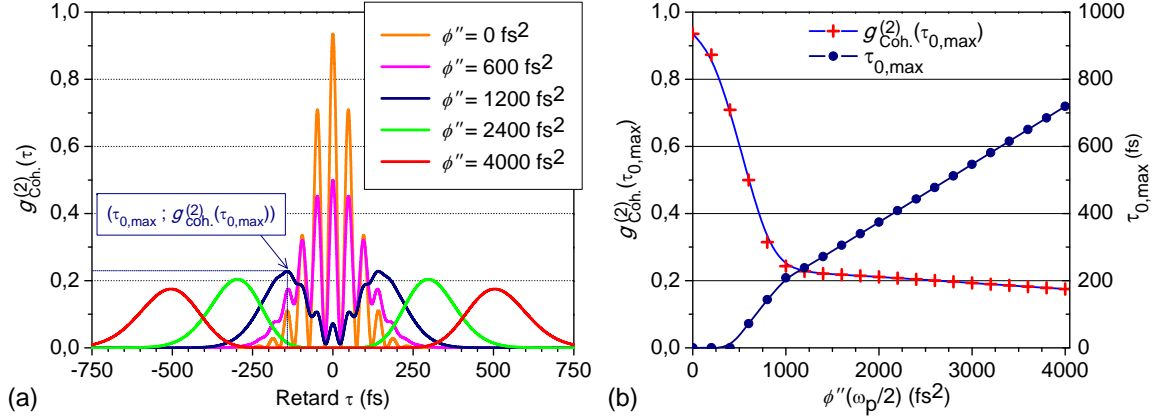 1,0
0,8
0,6
0,4
0,2
0,0
g(2)Coh.(τ)
-750 -500 -250 0 250 500 750
Retard τ (fs)
(a)
ϕ″= 0 fs2
ϕ″= 600 fs2
ϕ″= 1200 fs2
ϕ″= 2400 fs2
ϕ″= 4000 fs2
(τ0,max ; g(2)coh.(τ0,max))
1,0
0,8
0,6
0,4
0,2
0,0
g(2)Coh.(τ0,max)
g(2)Coh.(τ0,max)
τ0,max
1000
800
600
400
200
0
τ0,max (fs)
0 1000 2000 3000 4000
ϕ″(ωp/2) (fs2)
(b)